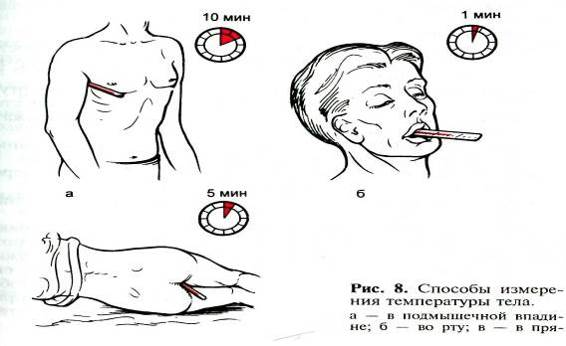 10 мин
1 мин
а
б
5 мин
Рис. 8. Способы измере-
ния температуры тела.
а — в подмышечной впади-
не; б — во рту; в — в пря-